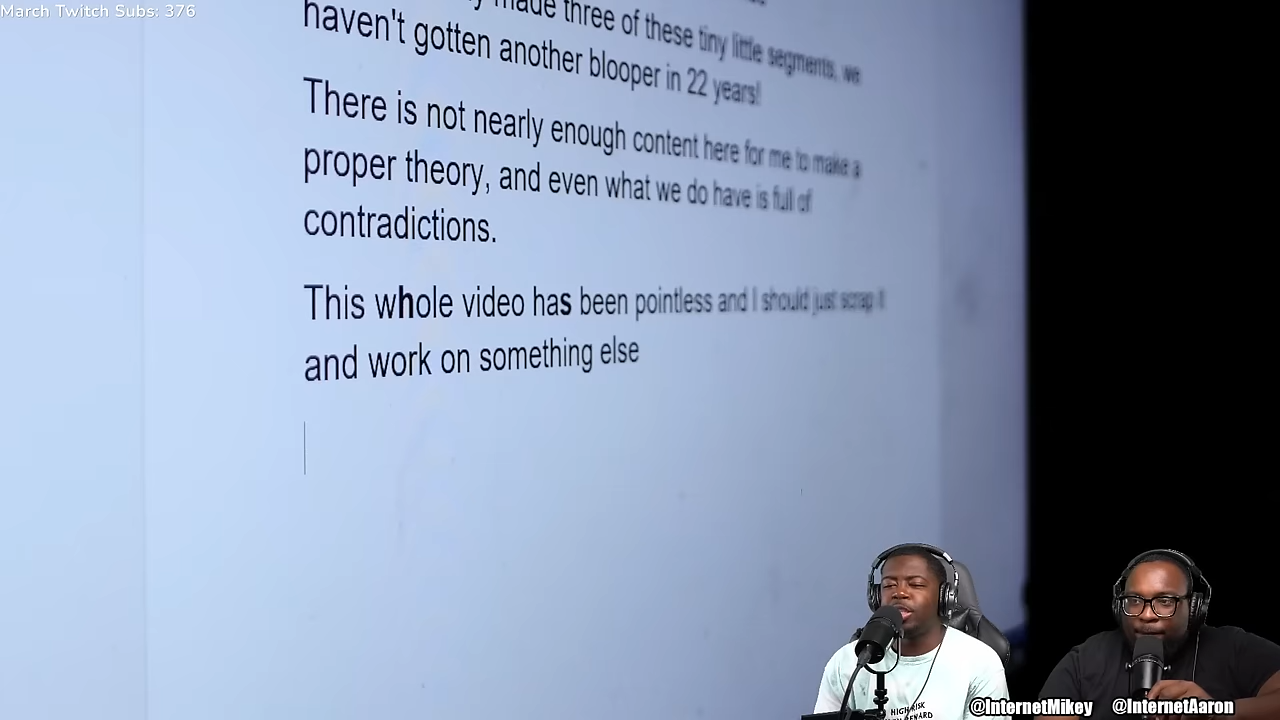 March Twitch Subs: 376
made three of these tiny little segments, we
haven't gotten another blooper in 22 years!
There is not nearly enough content here for me to make a
proper theory, and even what we do have is full of
contradictions.
This whole video has been pointless and I should just scrap it
and work on something else
HIGH RISK
@InternetMikey @InternetAaron